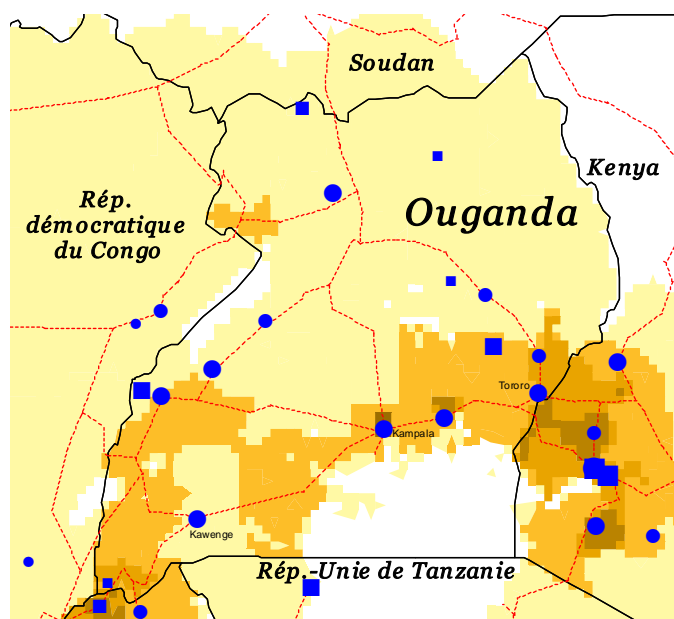 Soudan
Kenya
Rép.
démocratique
du Congo
Ouganda
Tororo
Kampala
Kawenge
Rép.-Unie de Tanzanie